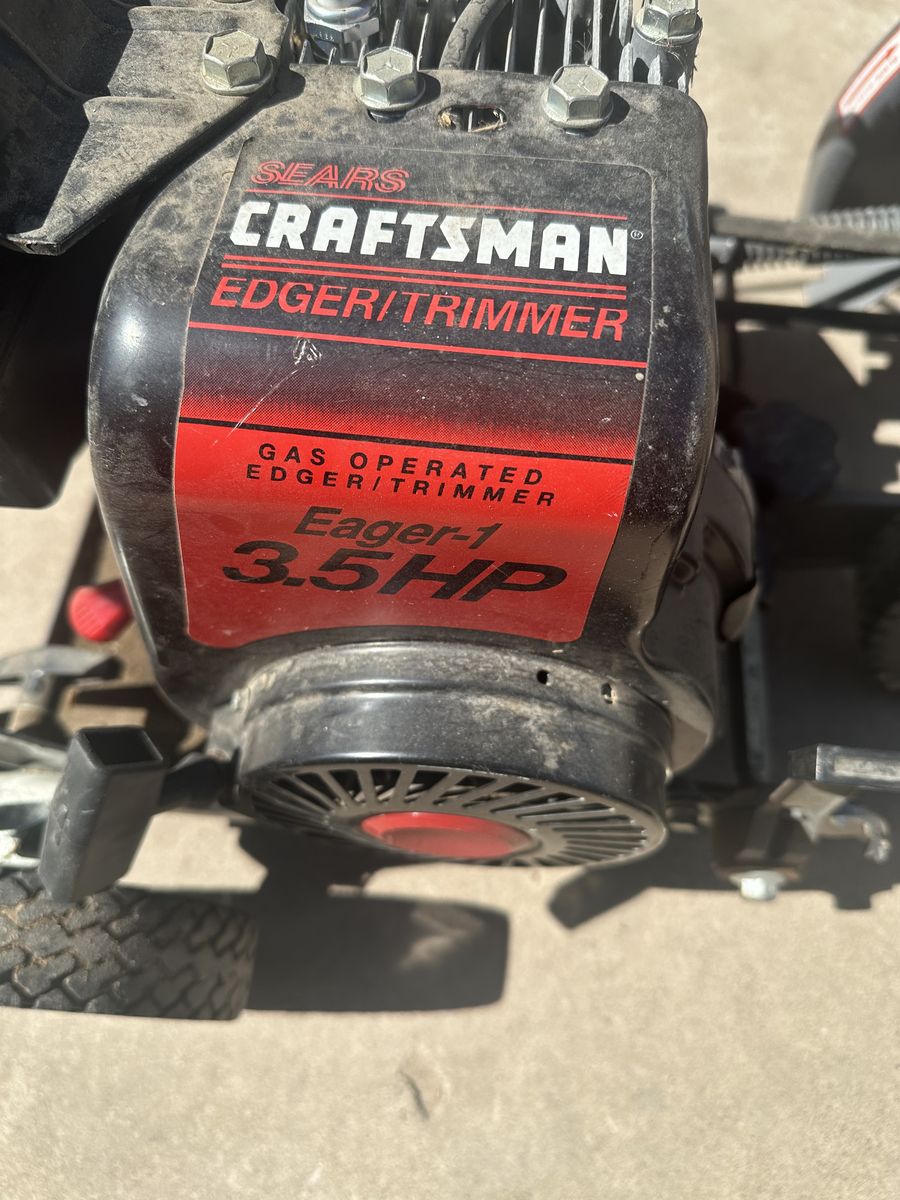 SEARS
CRAFTSMAN®
EDGER/TRIMMER
GAS OPERATED
EDGER/TRIMMER
Eager-1
3.5HP